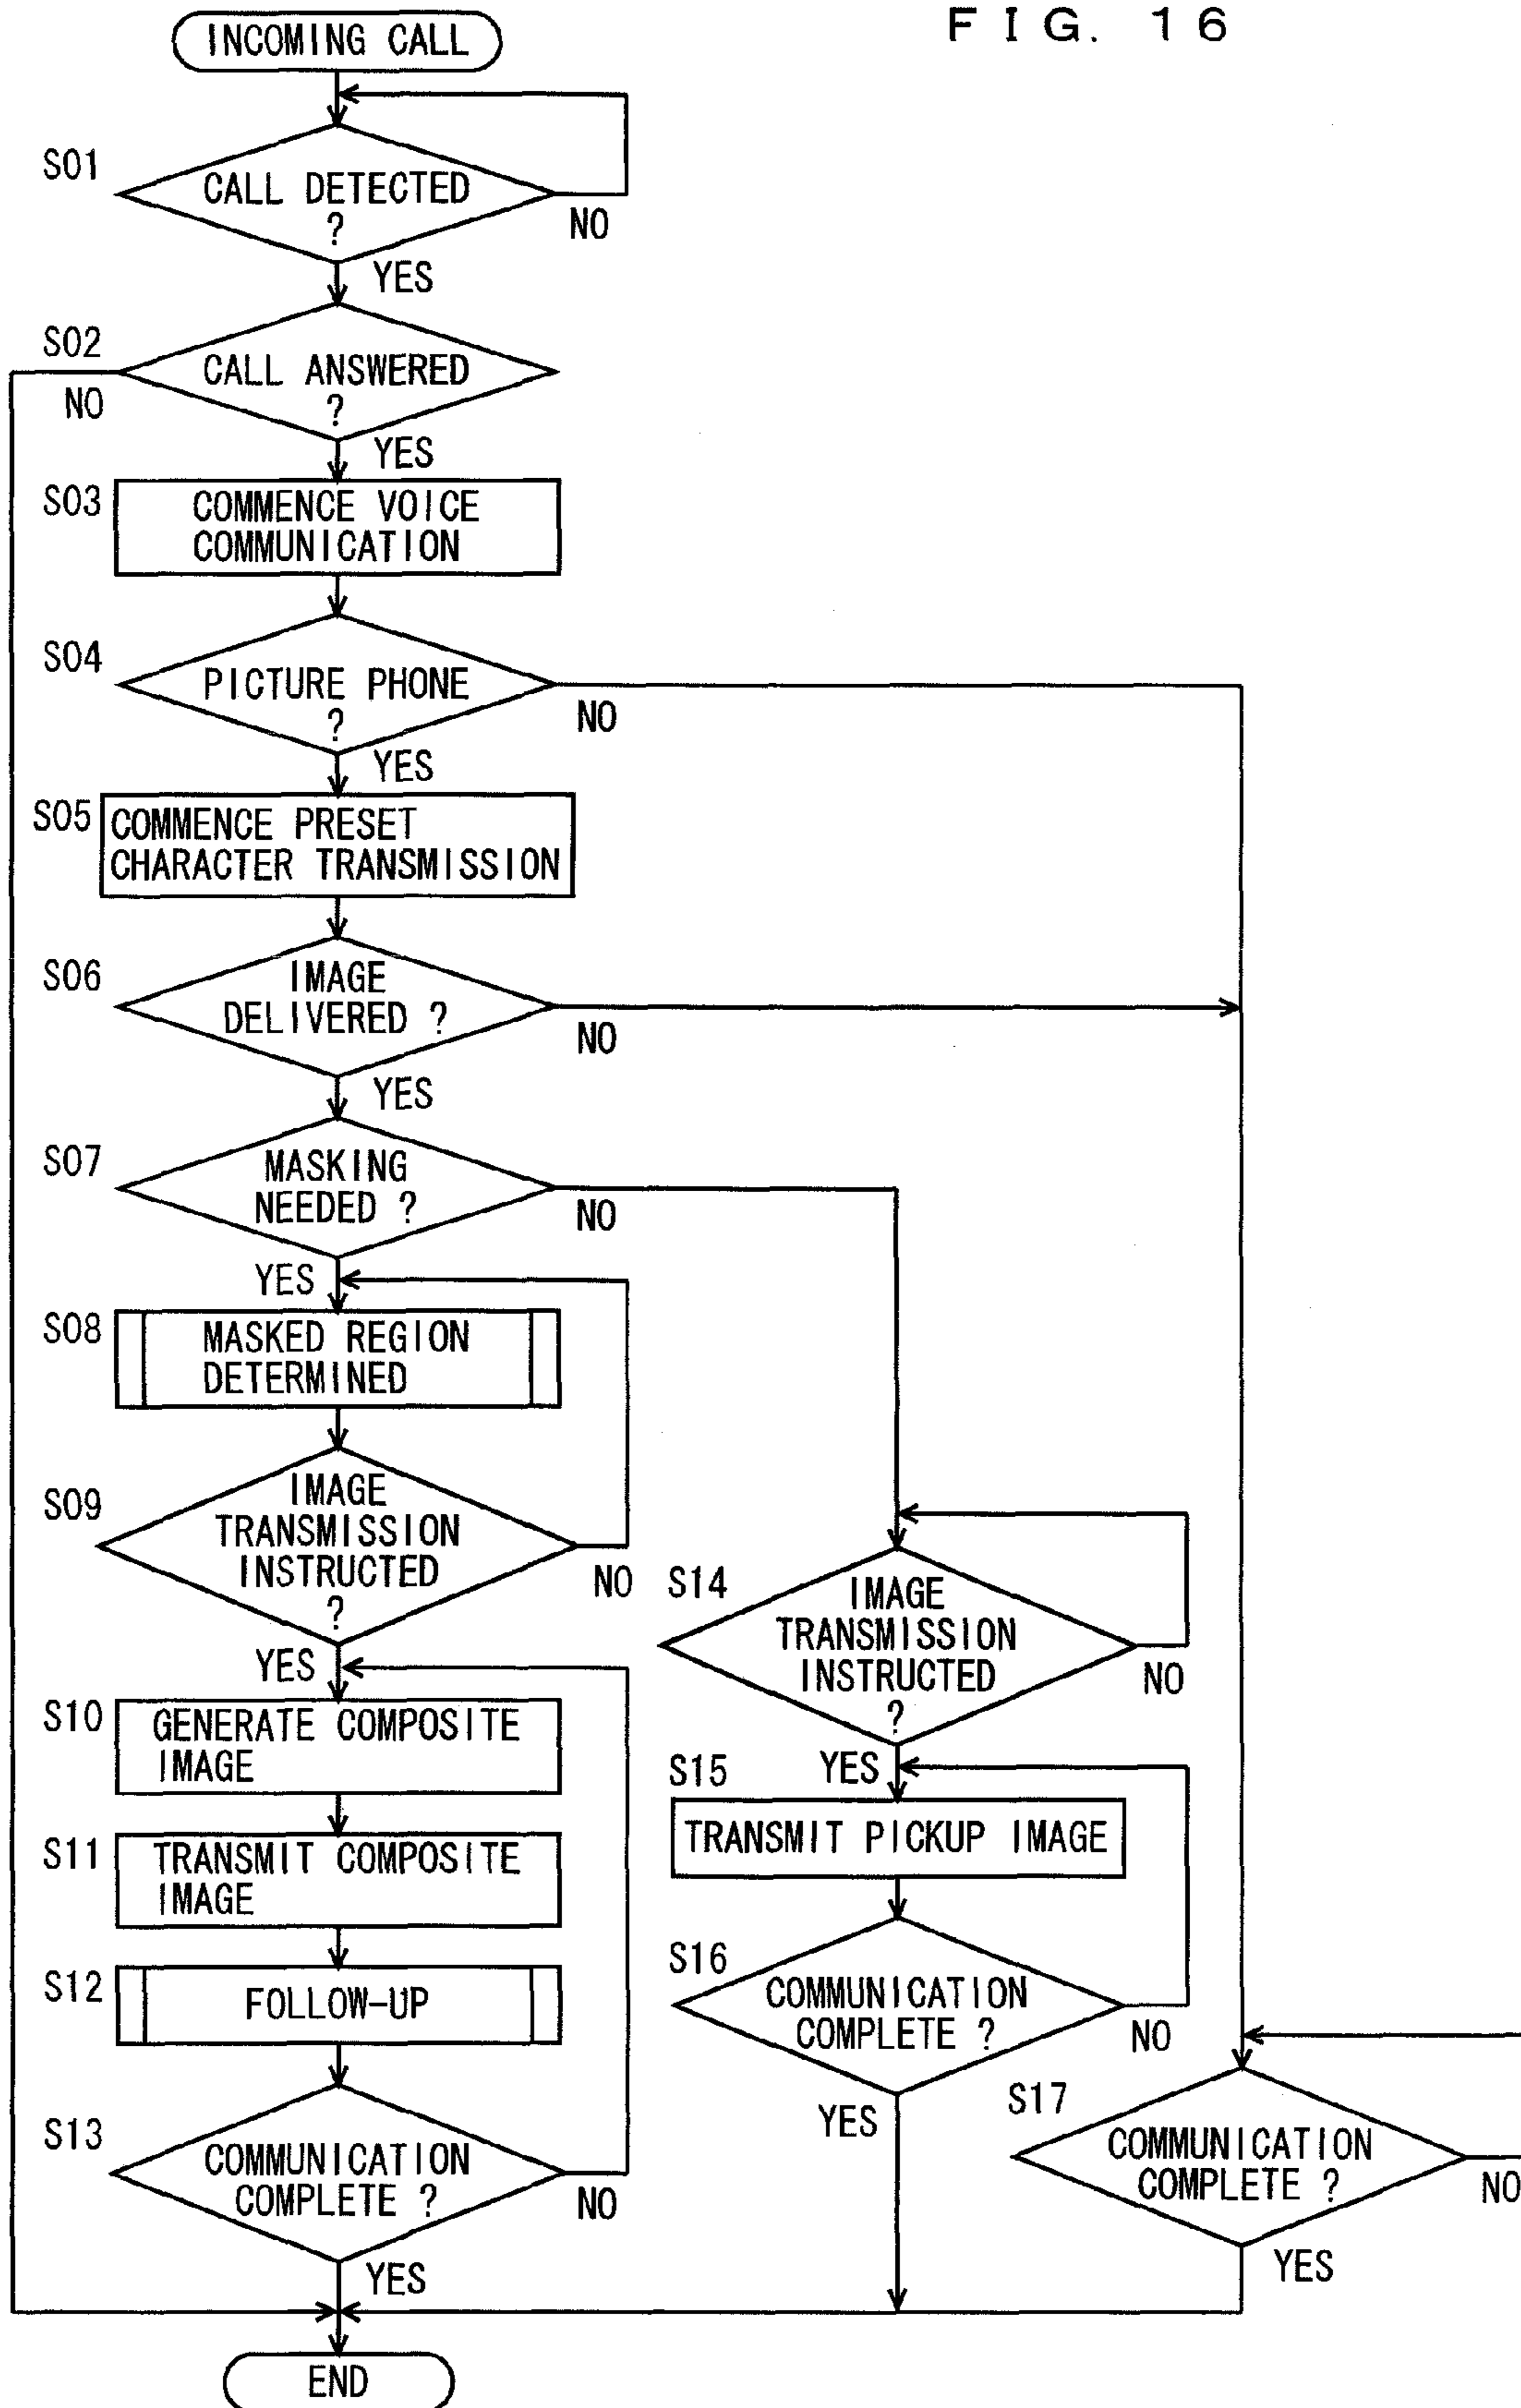 FIG. 16
INCOMING CALL
S01
CALL DETECTED
?
NO
YES
S02
CALL ANSWERED
?
NO
YES
S03
COMMENCE VOICE
COMMUNICATION
S04
PICTURE PHONE
?
NO
YES
S05
COMMENCE PRESET
CHARACTER TRANSMISSION
S06
IMAGE
DELIVERED ?
NO
YES
S07
MASKING
NEEDED ?
NO
YES
S08
MASKED REGION
DETERMINED
S09
IMAGE
TRANSMISSION
INSTRUCTED
?
NO
YES
S10
GENERATE COMPOSITE
IMAGE
S11
TRANSMIT COMPOSITE
IMAGE
S12
FOLLOW-UP
S13
COMMUNICATION
COMPLETE ?
NO
YES
S14
IMAGE
TRANSMISSION
INSTRUCTED
?
NO
YES
S15
TRANSMIT PICKUP IMAGE
S16
COMMUNICATION
COMPLETE ?
NO
YES
S17
COMMUNICATION
COMPLETE ?
NO
YES
END